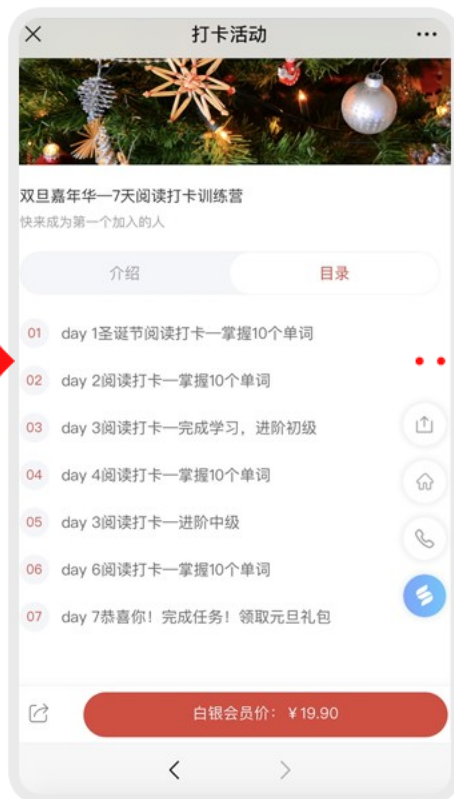 打卡活动
双旦嘉年华—7天阅读打卡训练营
快来成为第一个加入的人
介绍
目录
01 day 1圣诞节阅读打卡—掌握10个单词
02 day 2阅读打卡—掌握10个单词
03 day 3阅读打卡—完成学习，进阶初级
04 day 4阅读打卡—掌握10个单词
05 day 3阅读打卡—进阶中级
06 day 6阅读打卡—掌握10个单词
07 day 7恭喜你！完成任务！领取元旦礼包
白银会员价：￥19.90